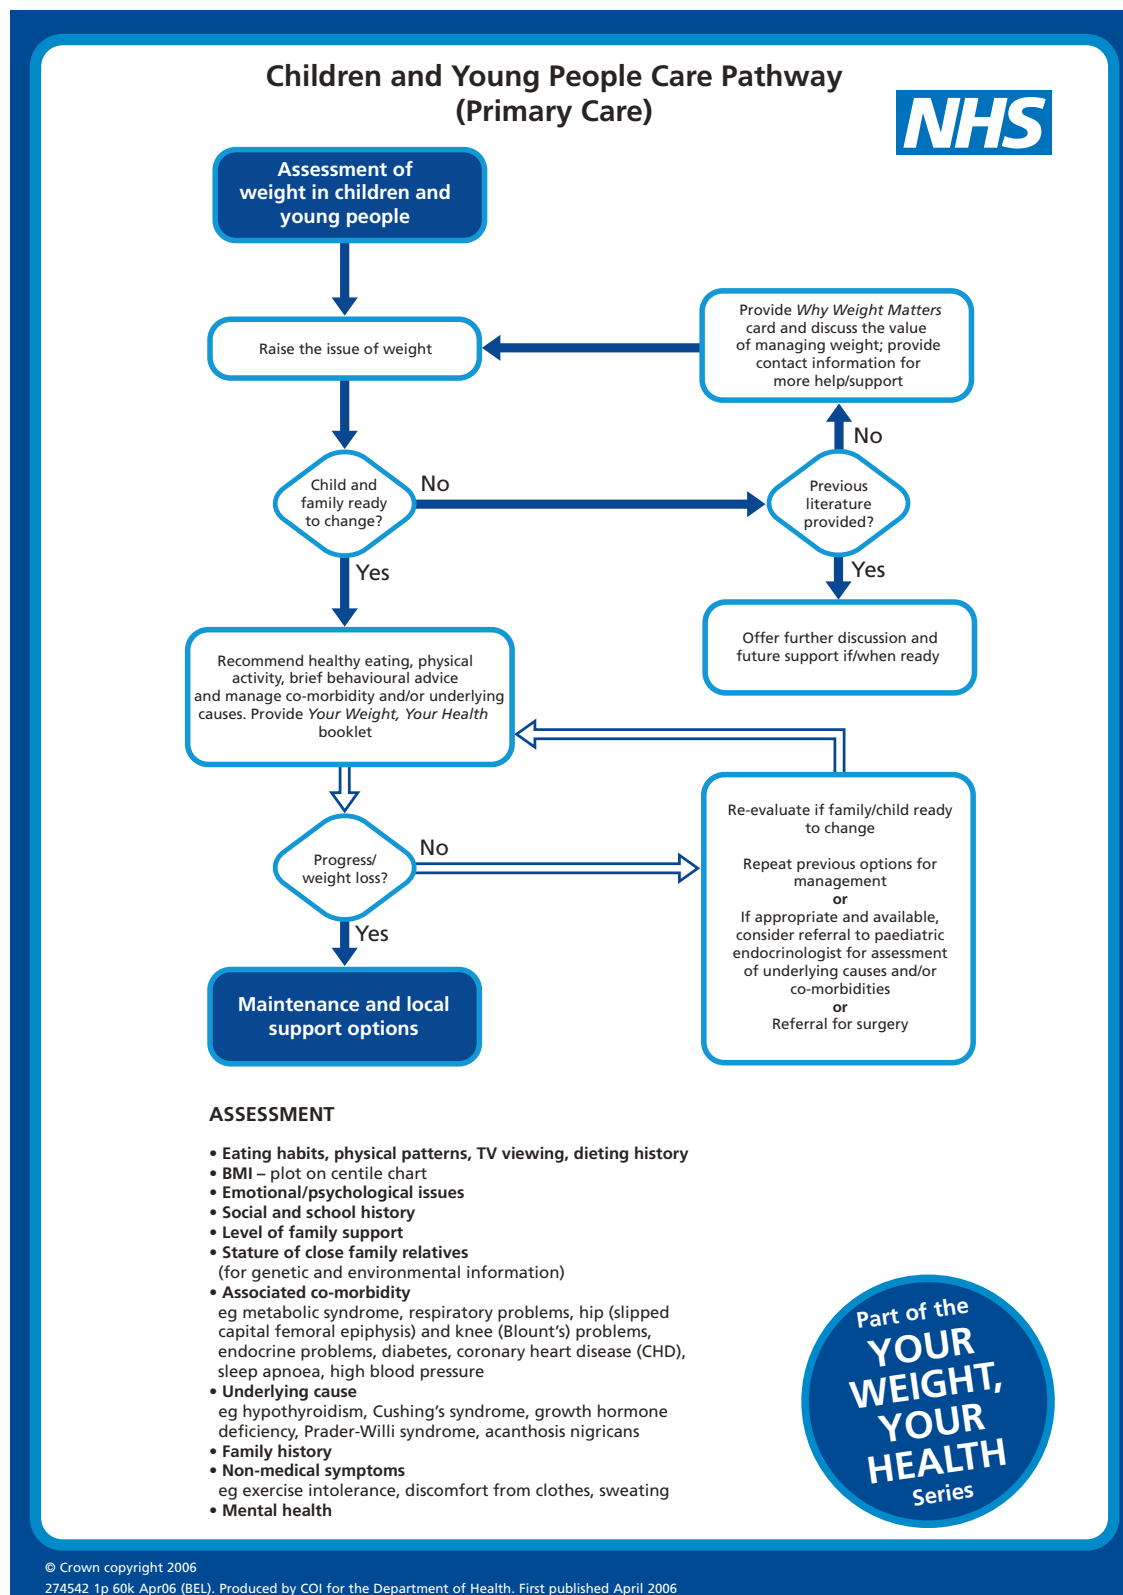 Children and Young People Care Pathway
(Primary Care)
NHS
Assessment of
weight in children and
young people
Raise the issue of weight
Provide Why Weight Matters
card and discuss the value
of managing weight; provide
contact information for
more help/support
No
Child and
family ready
to change?
No
Previous
literature
provided?
Yes
Yes
Offer further discussion and
future support if/when ready
Recommend healthy eating, physical
activity, brief behavioural advice
and manage co-morbidity and/or underlying
causes. Provide Your Weight, Your Health
booklet
Progress/
weight loss?
No
Re-evaluate if family/child ready
to change
Repeat previous options for
management
or
If appropriate and available,
consider referral to paediatric
endocrinologist for assessment
of underlying causes and/or
co-morbidities
or
Referral for surgery
Yes
Maintenance and local
support options
ASSESSMENT
• Eating habits, physical patterns, TV viewing, dieting history
• BMI – plot on centile chart
• Emotional/psychological issues
• Social and school history
• Level of family support
• Stature of close family relatives
(for genetic and environmental information)
• Associated co-morbidity
eg metabolic syndrome, respiratory problems, hip (slipped
capital femoral epiphysis) and knee (Blount's) problems,
endocrine problems, diabetes, coronary heart disease (CHD),
sleep apnoea, high blood pressure
• Underlying cause
eg hypothyroidism, Cushing's syndrome, growth hormone
deficiency, Prader-Willi syndrome, acanthosis nigricans
• Family history
• Non-medical symptoms
eg exercise intolerance, discomfort from clothes, sweating
• Mental health
Part of the
YOUR
WEIGHT,
YOUR
HEALTH
Series
© Crown copyright 2006
274542 1p 60k Apr06 (BEL). Produced by COI for the Department of Health. First published April 2006